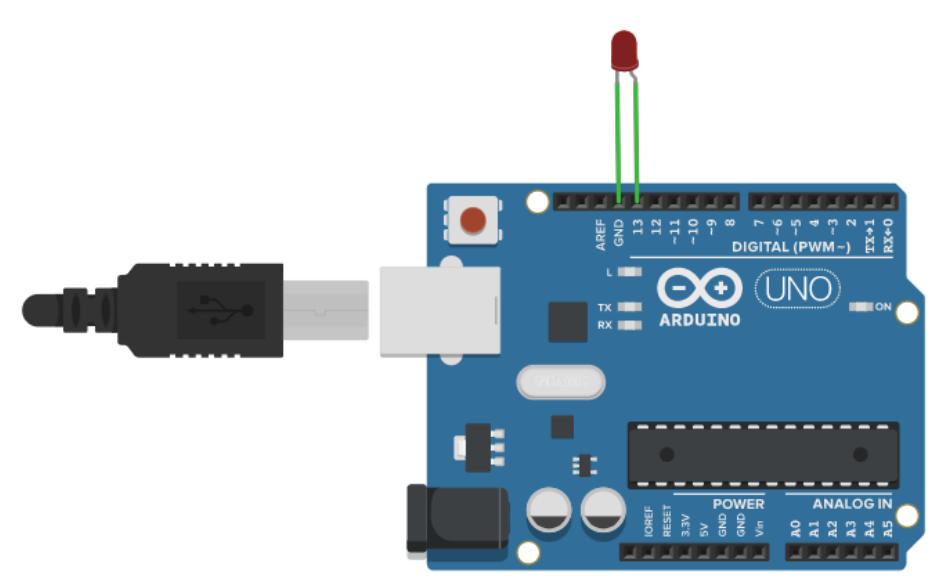 AREF
GND
13
12
~11
~10
~9
8
7
~6
~5
4
~3
2
TX→1
RX←0
DIGITAL (PWM~)
L
TX
RX
ARDUINO
UNO
ON
POWER
ANALOG IN
IOREF
RESET
3.3V
5V
GND
GND
Vin
A0
A1
A2
A3
A4
A5